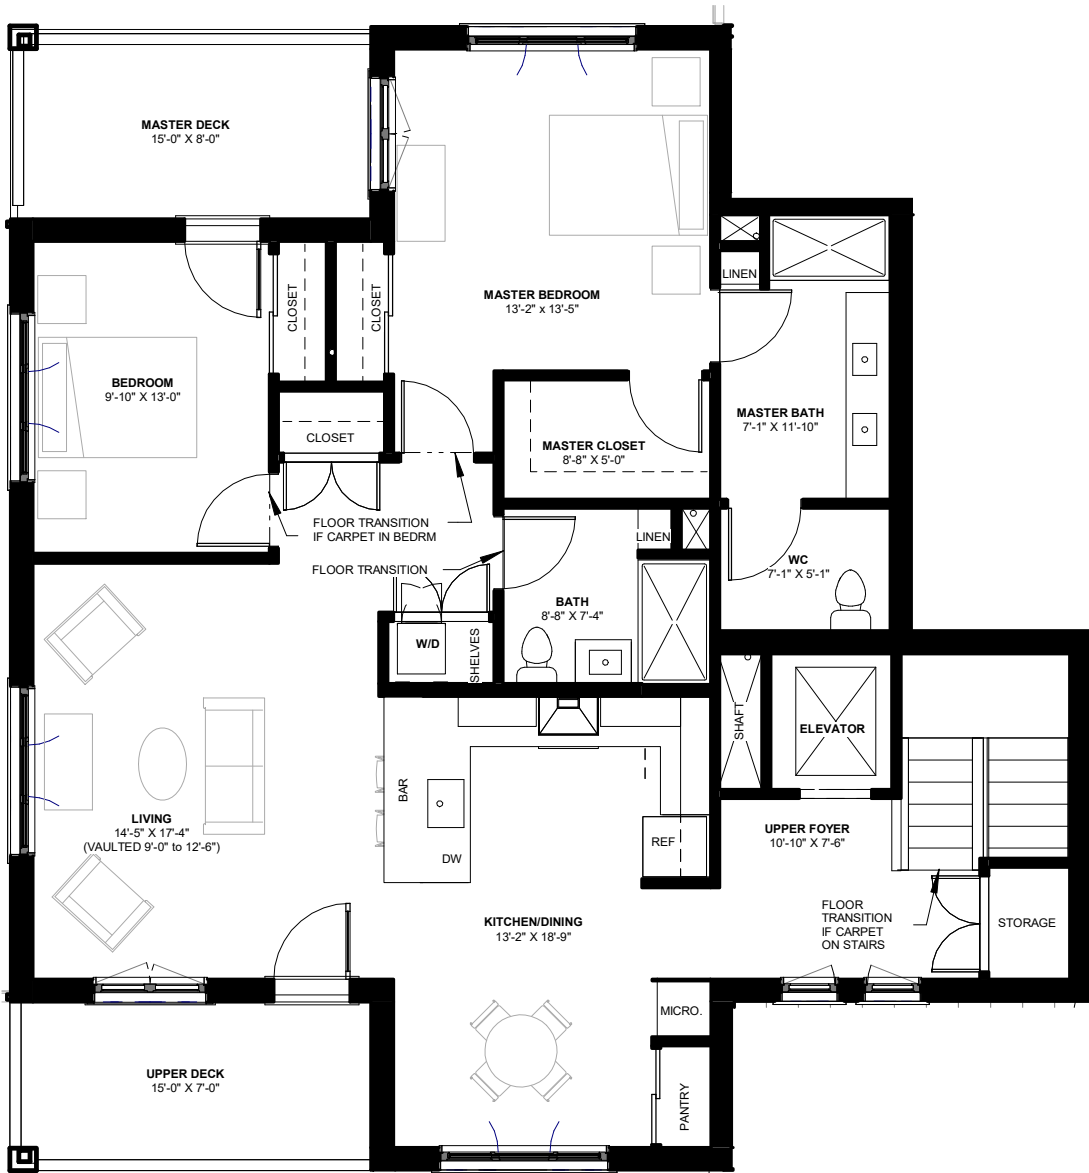 MASTER DECK
15'-0" X 8'-0"
MASTER BEDROOM
13'-2" x 13'-5"
LINEN
CLOSET
CLOSET
BEDROOM
9'-10" X 13'-0"
CLOSET
MASTER CLOSET
8'-8" X 5'-0"
MASTER BATH
7'-1" X 11'-10"
FLOOR TRANSITION
IF CARPET IN BEDRM
FLOOR TRANSITION
LINEN
WC
7'-1" X 5'-1"
BATH
8'-8" X 7'-4"
W/D
SHELVES
SHAFT
ELEVATOR
BAR
DW
REF
LIVING
14'-5" X 17'-4"
(VAULTED 9'-0" to 12'-6")
UPPER FOYER
10'-10" X 7'-6"
KITCHEN/DINING
13'-2" X 18'-9"
FLOOR
TRANSITION
IF CARPET
ON STAIRS
STORAGE
MICRO.
PANTRY
UPPER DECK
15'-0" X 7'-0"